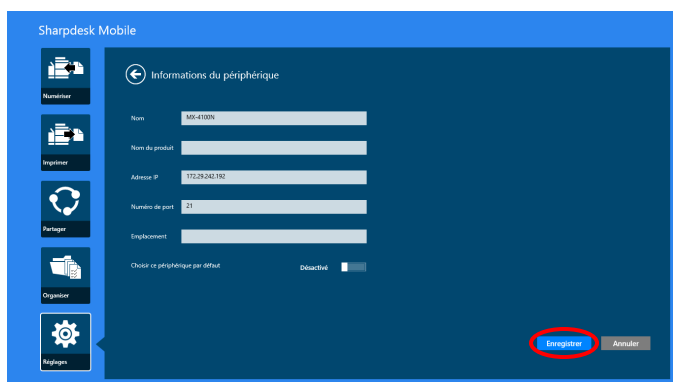 Sharpdesk Mobile
Numériser
Imprimer
Partager
Organiser
Réglages
Informations du périphérique
Nom MX-4100N
Nom du produit
Adresse IP 172.29.242.192
Numéro de port 21
Emplacement
Choisir ce périphérique par défaut Désactivé
Enregistrer Annuler